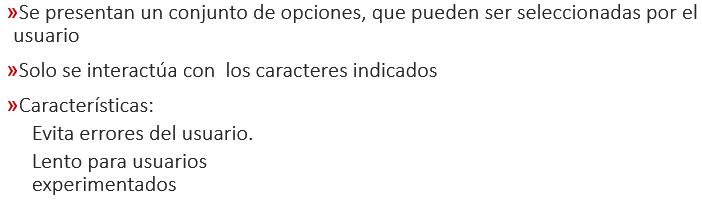 »Se presentan un conjunto de opciones, que pueden ser seleccionadas por el
usuario
»Solo se interactúa con  los caracteres indicados
»Características:
Evita errores del usuario.
Lento para usuarios
experimentados